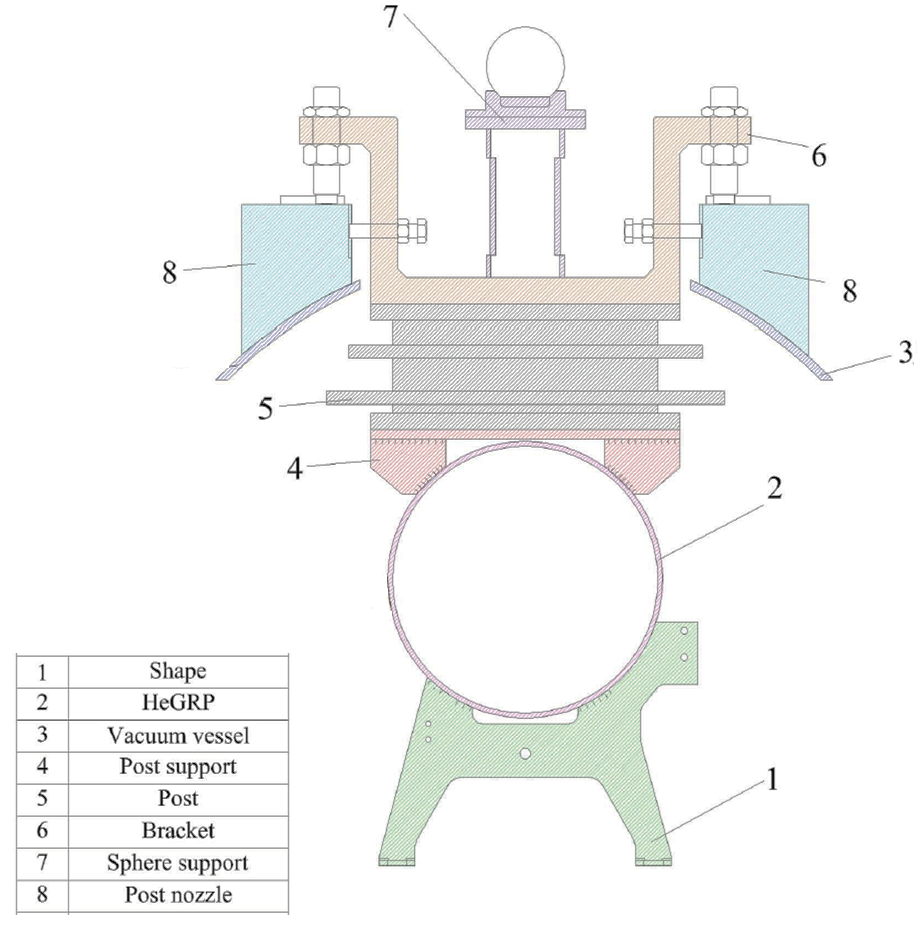 7
6
8
8
3
5
4
2
1
1 Shape
2 HeGRP
3 Vacuum vessel
4 Post support
5 Post
6 Bracket
7 Sphere support
8 Post nozzle